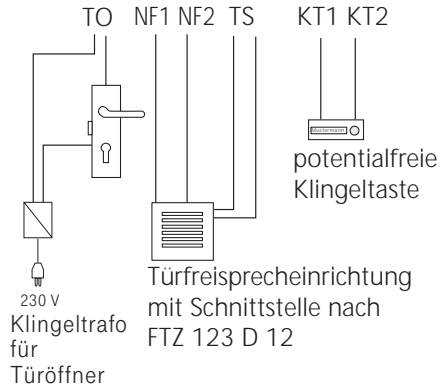 TO NF1 NF2 TS KT1 KT2
Mustermann
potentialfreie
Klingeltaste
Türfreisprecheinrichtung
mit Schnittstelle nach
FTZ 123 D 12
230 V
Klingeltrafo
für
Türöffner